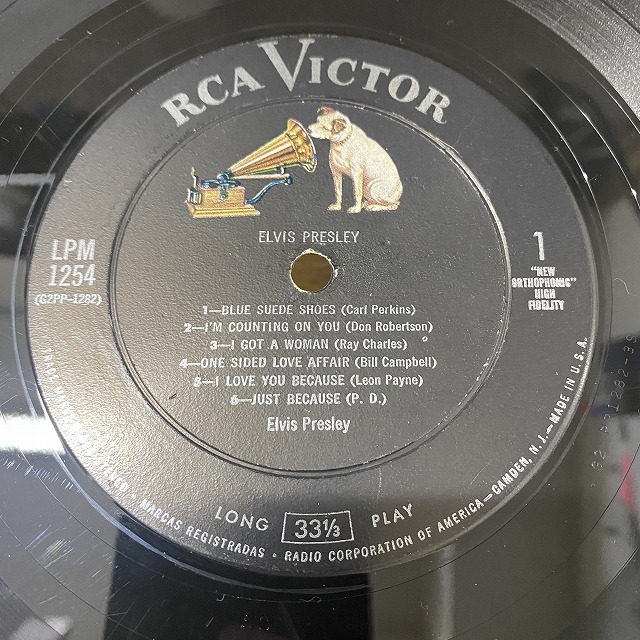 RCA VICTOR
ELVIS PRESLEY
LPM
1254
(G2PP-1282)
1
"NEW
ORTHOPHONIC"
HIGH
FIDELITY
1—BLUE SUEDE SHOES (Carl Perkins)
2—I'M COUNTING ON YOU (Don Robertson)
3—I GOT A WOMAN (Ray Charles)
4—ONE SIDED LOVE AFFAIR (Bill Campbell)
5—I LOVE YOU BECAUSE (Leon Payne)
6—JUST BECAUSE (P. D.)
Elvis Presley
LONG 33⅓ PLAY
MARCAS REGISTRADAS • RADIO CORPORATION OF AMERICA—CAMDEN, N. J.—MADE IN U.S.A.